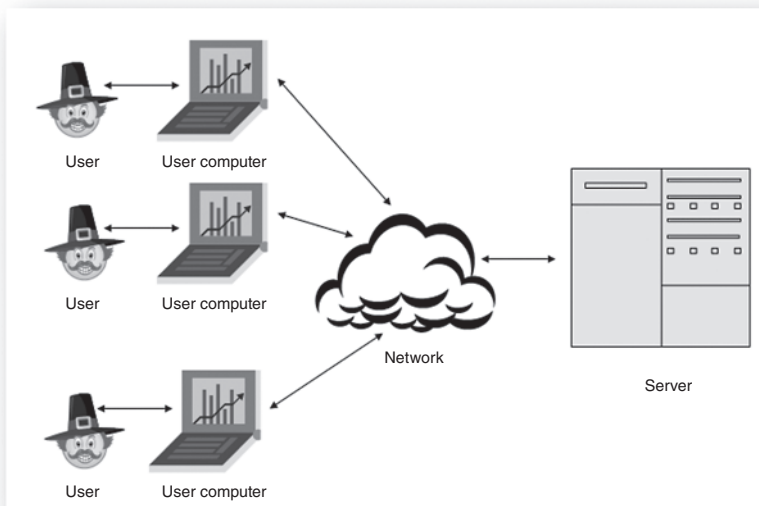 User
User computer
User
User computer
Network
Server
User
User computer